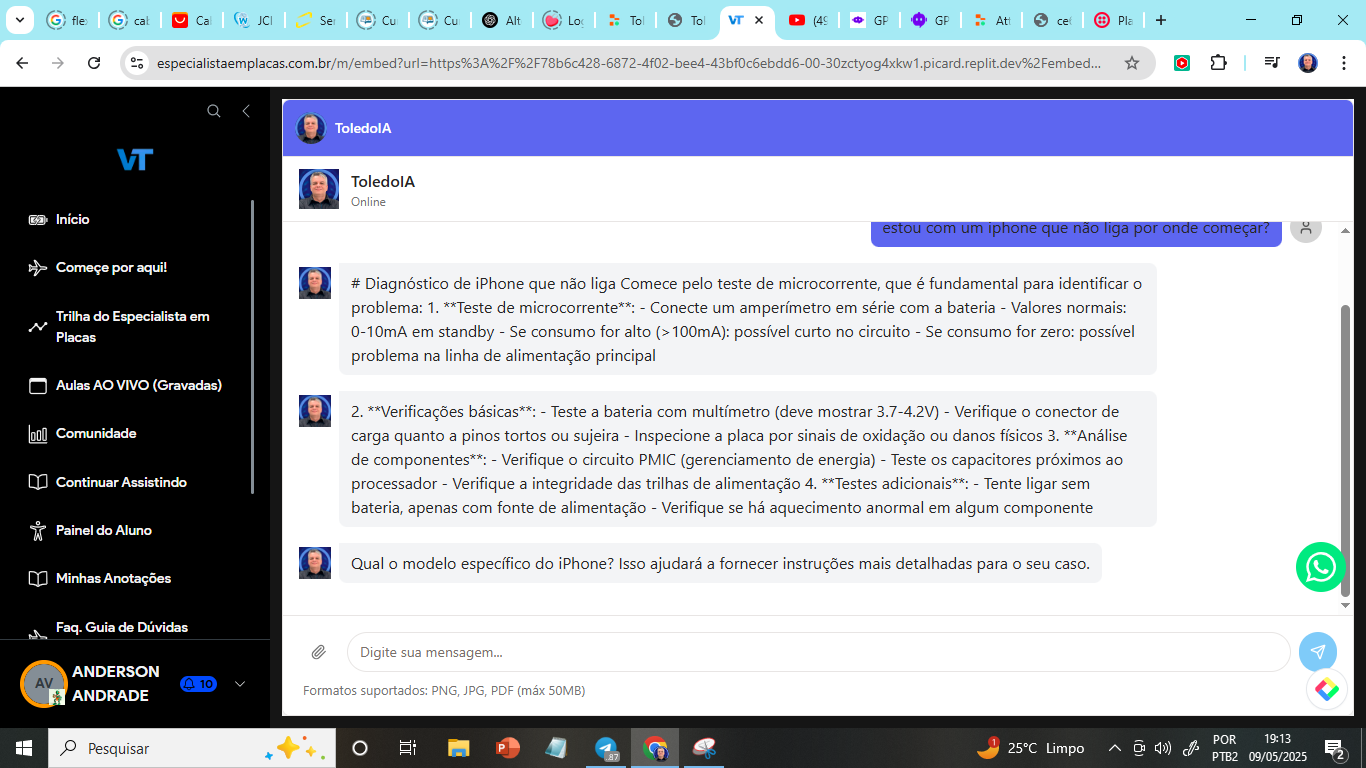 flex
cab
Cal
JCI
Ser
Cu
Cu
Alt
Log
Tol
Tol
VT
(49
GP
GP
Att
ce(
Pla
especialistaemplacas.com.br/m/embed?url=https%3A%2F%2F78b6c428-6872-4f02-bee4-43bf0c6ebdd6-00-30zctyog4xkw1.picard.replit.dev%2Fembed...
VT
Início
Começe por aqui!
Trilha do Especialista em
Placas
Aulas AO VIVO (Gravadas)
Comunidade
Continuar Assistindo
Painel do Aluno
Minhas Anotações
Faq. Guia de Dúvidas
AV
ANDERSON
ANDRADE
10
ToledoIA
ToledoIA
Online
estou com um iphone que não liga por onde começar?
# Diagnóstico de iPhone que não liga Comece pelo teste de microcorrente, que é fundamental para identificar o
problema: 1. **Teste de microcorrente**: - Conecte um amperímetro em série com a bateria - Valores normais:
0-10mA em standby - Se consumo for alto (>100mA): possível curto no circuito - Se consumo for zero: possível
problema na linha de alimentação principal
2. **Verificações básicas**: - Teste a bateria com multímetro (deve mostrar 3.7-4.2V) - Verifique o conector de
carga quanto a pinos tortos ou sujeira - Inspecione a placa por sinais de oxidação ou danos físicos 3. **Análise
de componentes**: - Verifique o circuito PMIC (gerenciamento de energia) - Teste os capacitores próximos ao
processador - Verifique a integridade das trilhas de alimentação 4. **Testes adicionais**: - Tente ligar sem
bateria, apenas com fonte de alimentação - Verifique se há aquecimento anormal em algum componente
Qual o modelo específico do iPhone? Isso ajudará a fornecer instruções mais detalhadas para o seu caso.
Digite sua mensagem...
Formatos suportados: PNG, JPG, PDF (máx 50MB)
Pesquisar
87
1
25°C Limpo
POR
PTB2
19:13
09/05/2025
2